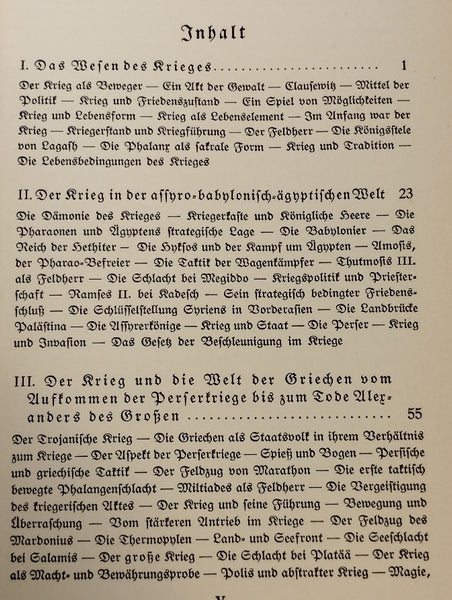 Inhalt
I. Das Wesen des Krieges........................ 1
Der Krieg als Beweger — Ein Akt der Gewalt — Clausewitz — Mittel der
Politik — Krieg und Friedenszustand — Ein Spiel von Möglichkeiten —
Krieg und Lebensform — Krieg als Lebenselement — Im Anfang war der
Krieg — Kriegerstand und Kriegführung — Der Feldherr — Die Königsstele
von Lagash — Die Phalanx als sakrale Form — Krieg und Tradition —
Die Lebensbedingungen des Krieges
II. Der Krieg in der assyro-babylonisch-ägyptischen Welt 23
Die Dämonie des Krieges — Kriegerkaste und Königliche Heere — Die
Pharaonen und Ägyptens strategische Lage — Die Babylonier — Das
Reich der Hethiter — Die Hyksos und der Kampf um Ägypten — Amosis,
der Pharao-Befreier — Die Taktik der Wagenkämpfer — Thutmosis III.
als Feldherr — Die Schlacht bei Megiddo — Kriegspolitik und Priester-
schaft — Ramses II. bei Kadesch — Sein strategisch bedingter Friedens-
schluß — Die Schlüsselstellung Syriens in Vorderasien — Die Landbrücke
Palästina — Die Assyrerkönige — Krieg und Staat — Die Perser — Krieg
und Invasion — Das Gesetz der Beschleunigung im Kriege
III. Der Krieg und die Welt der Griechen vom
Aufkommen der Perserkriege bis zum Tode Alex-
anders des Großen ............................ 55
Der Trojanische Krieg — Die Griechen als Staatsvolk in ihrem Verhältnis
zum Kriege — Der Aspekt der Perserkriege — Spieß und Bogen — Persische
und griechische Taktik — Der Feldzug von Marathon — Die erste taktisch
bewegte Phalangenschlacht — Miltiades als Feldherr — Die Vergeistigung
des kriegerischen Aktes — Der Krieg und seine Führung — Bewegung und
Überraschung — Vom stärkeren Antrieb im Kriege — Der Feldzug des
Mardonius — Die Thermopylen — Land- und Seefront — Die Seeschlacht
bei Salamis — Der große Krieg — Die Schlacht bei Platää — Der Krieg
als Macht- und Bewährungsprobe — Polis und abstrakter Krieg — Magie,
V